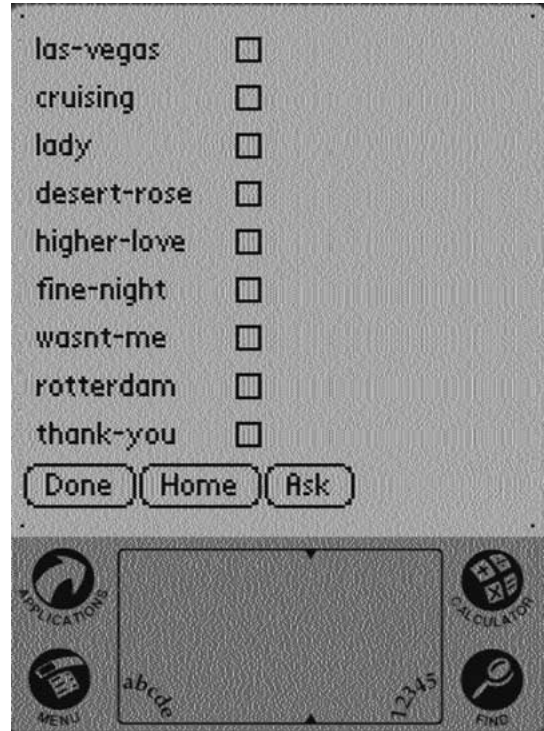 las-vegas
cruising
lady
desert-rose
higher-love
fine-night
wasnt-me
rotterdam
thank-you
Done Home Ask
APPLICATIONS CALCULATOR
abcde 12345
MENU FIND